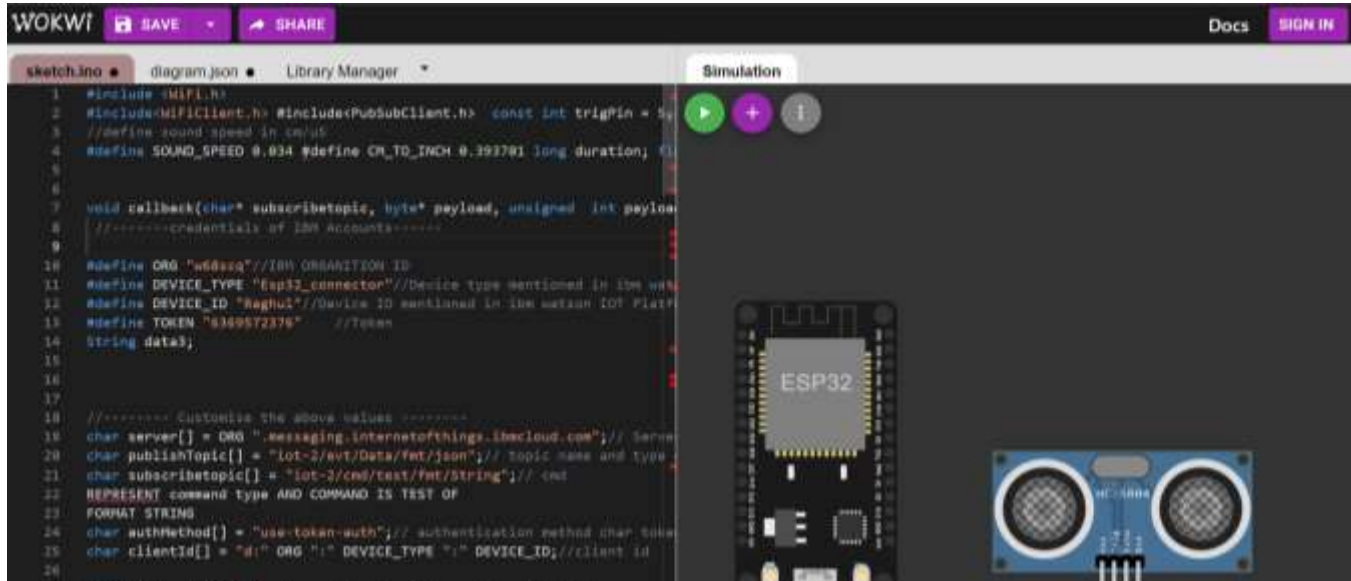 WOKWI SAVE SHARE Docs SIGN IN
sketch.ino ● diagram.json ● Library Manager Simulation
1 #include <WiFi.h>
2 #include<WiFiClient.h> #include<PubSubClient.h> const int trigPin = 5,
3 //define sound speed in cm/uS
4 #define SOUND_SPEED 0.034 #define CM_TO_INCH 0.393701 long duration;
5
6
7 void callback(char* subscribetopic, byte* payload, unsigned int payloa
8 //-------credentials of IBM Accounts------
9
10 #define ORG "w68ssq"//IBM ORGANITION ID
11 #define DEVICE_TYPE "Esp32_connector"//Device type mentioned in ibm wat
12 #define DEVICE_ID "Raghul"//Device ID mentioned in ibm watson IOT Platf
13 #define TOKEN "6369572376" //Token
14 String data3;
15
16
17
18 //-------- Customise the above values --------
19 char server[] = ORG ".messaging.internetofthings.ibmcloud.com";// Serve
20 char publishTopic[] = "iot-2/evt/Data/fmt/json";// topic name and type
21 char subscribetopic[] = "iot-2/cmd/test/fmt/String";// cmd
22 REPRESENT command type AND COMMAND IS TEST OF
23 FORMAT STRING
24 char authMethod[] = "use-token-auth";// authentication method char toke
25 char clientId[] = "d:" ORG ":" DEVICE_TYPE ":" DEVICE_ID;//client id
26
ESP32
HC-SR04